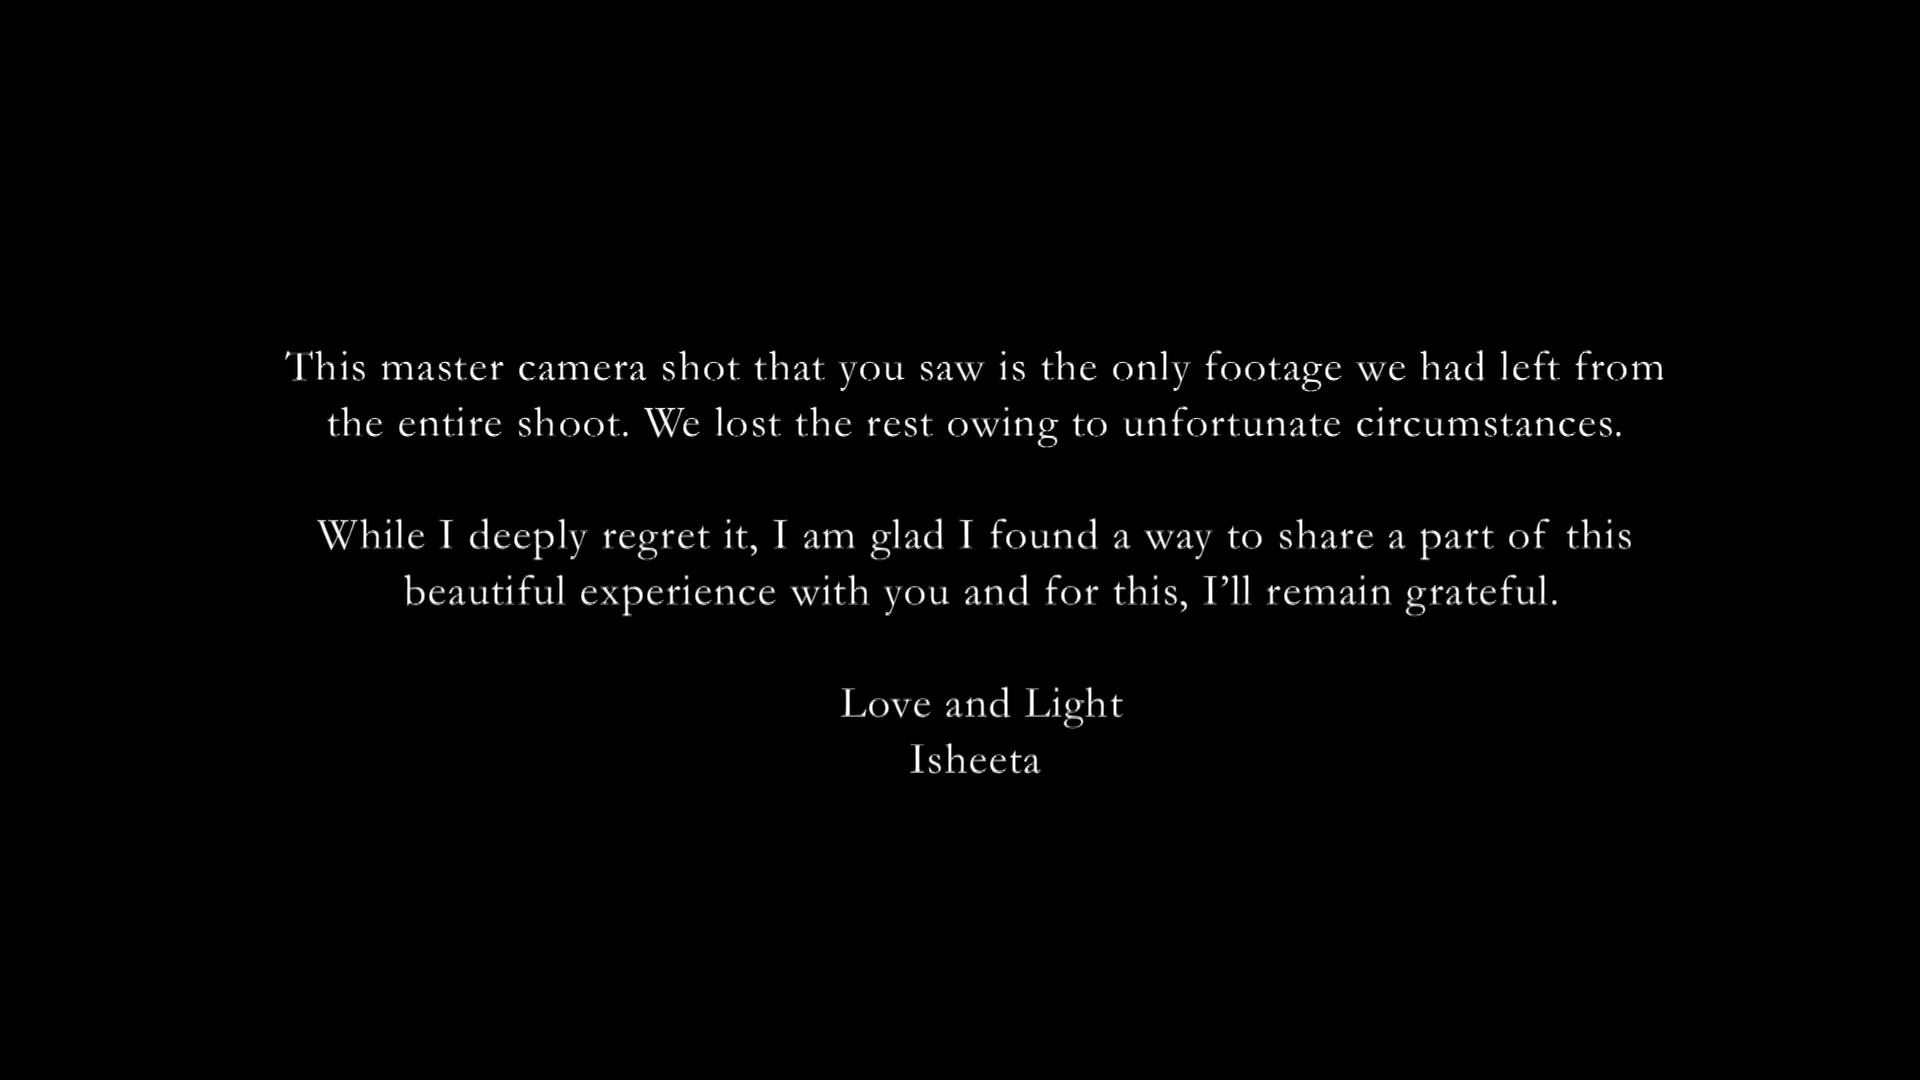 This master camera shot that you saw is the only footage we had left from
the entire shoot. We lost the rest owing to unfortunate circumstances.
While I deeply regret it, I am glad I found a way to share a part of this
beautiful experience with you and for this, I’ll remain grateful.
Love and Light
Isheeta